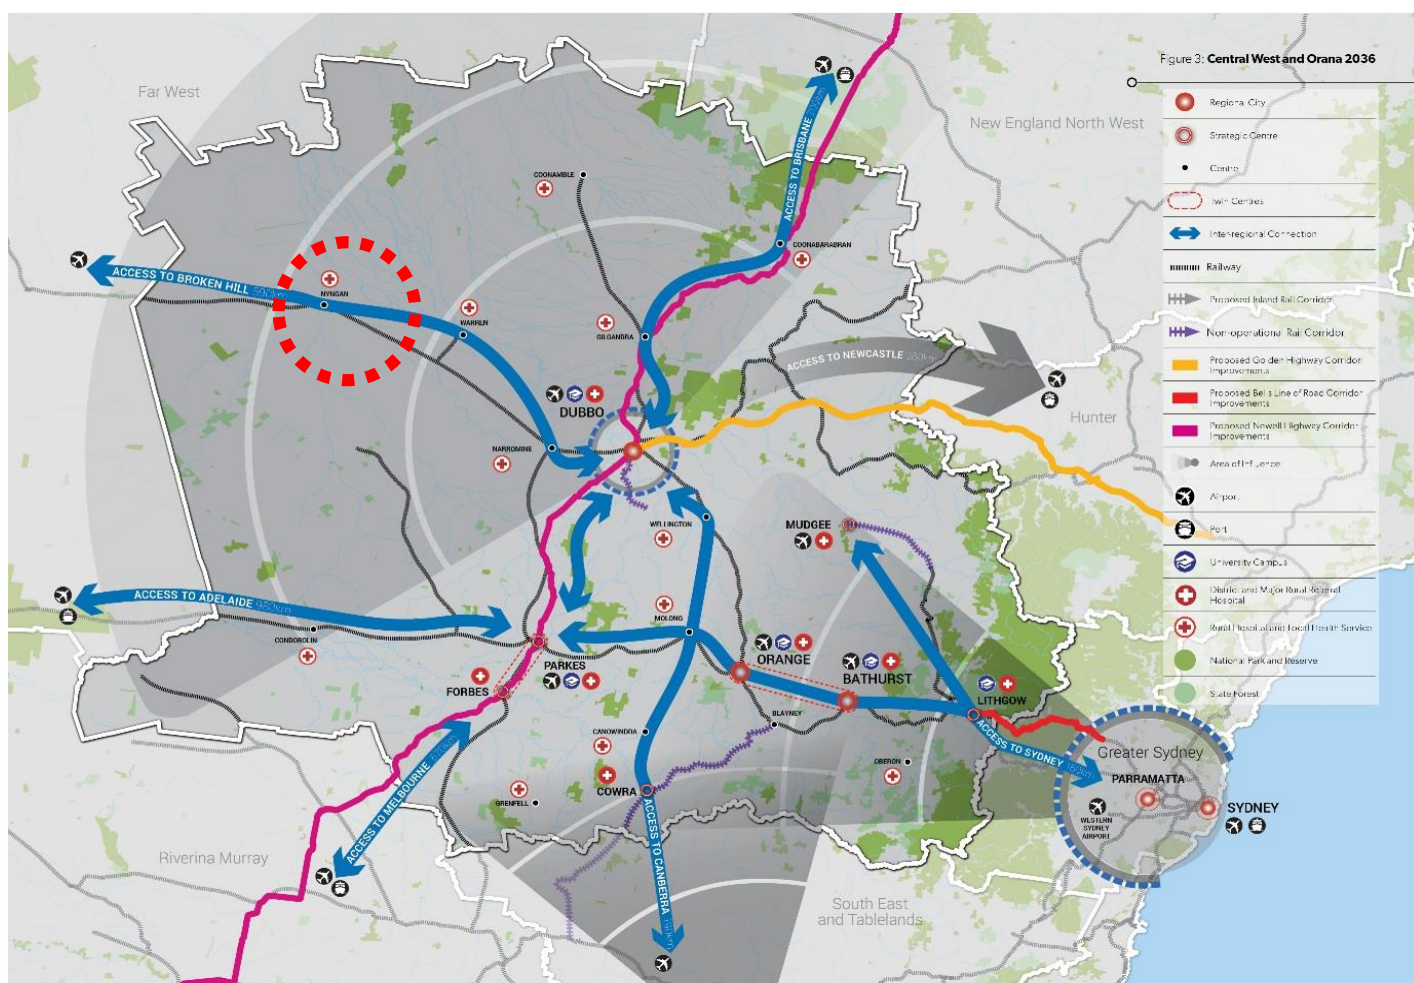 Figure 3: Central West and Orana 2036
Regional City
Strategic Centre
Centre
Twin Centres
Inter-regional Connection
Railway
Proposed Inland Rail Corridor
Non-operational Rail Corridor
Proposed Golden Highway Corridor
Improvements
Proposed Bells Line of Road Corridor
Improvements
Proposed Newell Highway Corridor
Improvements
Area of Influence
Airport
Port
University Campus
District and Major Rural Referral
Hospital
Rural Hospital and Local Health Service
National Park and Reserve
State Forest
Far West
New England North West
ACCESS TO BRISBANE
COONAMBLE
COONABARABRAN
ACCESS TO BROKEN HILL
NYNGAN
WARREN
GILGANDRA
ACCESS TO NEWCASTLE
Hunter
DUBBO
NARROMINE
WELLINGTON
MUDGEE
ACCESS TO ADELAIDE 980km
CONDOBOLIN
MOLONG
PARKES
FORBES
ORANGE
BATHURST
LITHGOW
BLAYNEY
CANOWINDRA
OBERON
COWRA
GRENFELL
ACCESS TO SYDNEY
Greater Sydney
PARRAMATTA
WESTERN
SYDNEY
AIRPORT
SYDNEY
ACCESS TO MELBOURNE
ACCESS TO CANBERRA
Riverina Murray
South East
and Tablelands